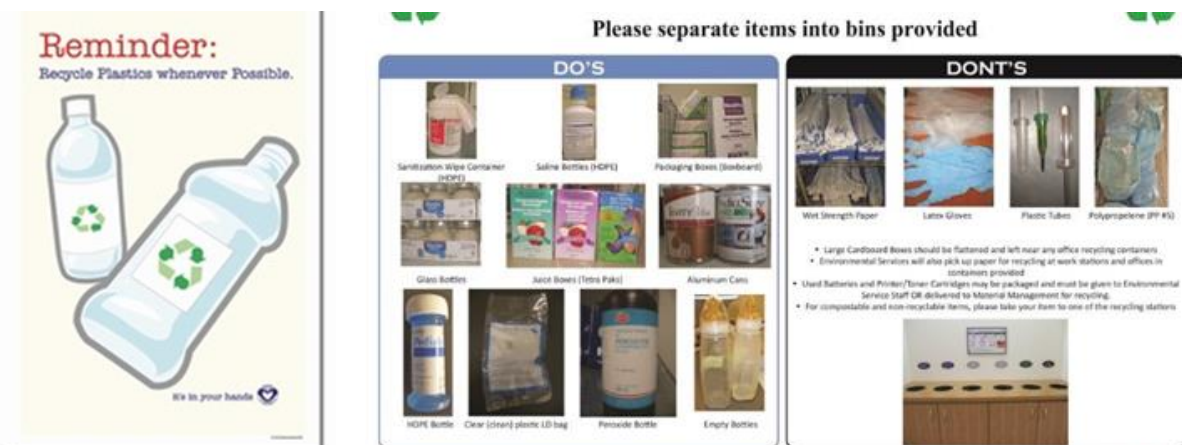 Reminder:
Recycle Plastics whenever Possible.
it's in your hands
Please separate items into bins provided
DO'S
Sanitization Wipe Container
(HDPE)
Saline Bottles (HDPE)
Packaging Boxes (Boxboard)
Glass Bottles
Juice Boxes (Tetra Paks)
Aluminum Cans
HDPE Bottle
Clear (clean) plastic LD bag
Peroxide Bottle
Empty Bottles
DONT'S
Wet Strength Paper
Latex Gloves
Plastic Tubes
Polypropelene (PP #5)
• Large Cardboard Boxes should be flattened and left near any office recycling containers
• Environmental Services will also pick up paper for recycling at work stations and offices in
containers provided
• Used Batteries and Printer/Toner Cartridges may be packaged and must be given to Environmental
Service Staff OR delivered to Material Management for recycling.
• For compostable and non-recyclable items, please take your item to one of the recycling stations